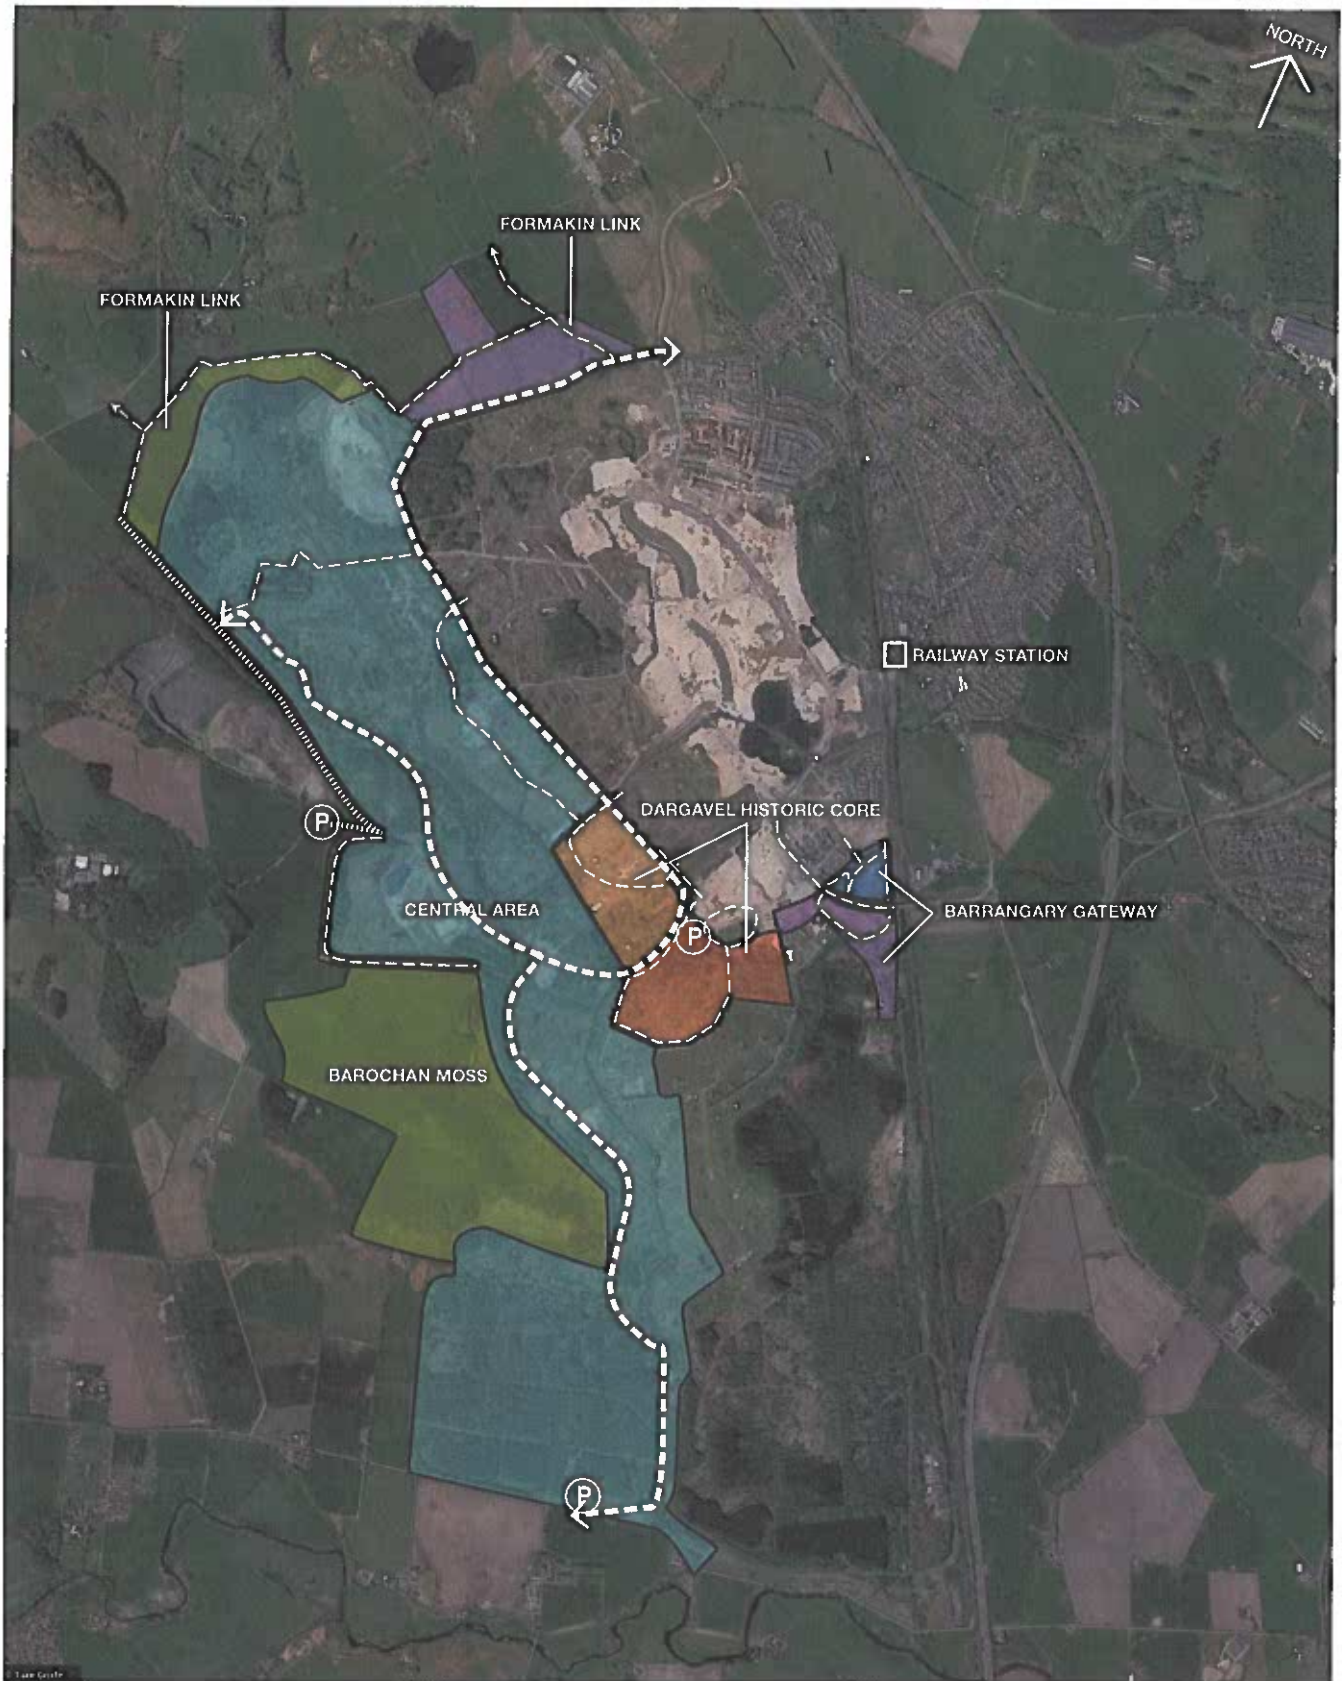 NORTH
FORMAKIN LINK
FORMAKIN LINK
RAILWAY STATION
DARGAVEL HISTORIC CORE
P
CENTRAL AREA
BARRANGARY GATEWAY
P
BAROCHAN MOSS
P